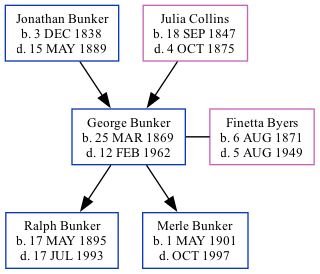 Jonathan Bunker
b. 3 DEC 1838
d. 15 MAY 1889
Julia Collins
b. 18 SEP 1847
d. 4 OCT 1875
George Bunker
b. 25 MAR 1869
d. 12 FEB 1962
Finetta Byers
b. 6 AUG 1871
d. 5 AUG 1949
Ralph Bunker
b. 17 MAY 1895
d. 17 JUL 1993
Merle Bunker
b. 1 MAY 1901
d. OCT 1997